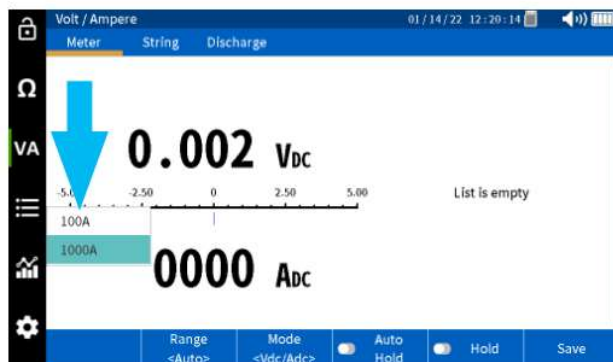 Volt / Ampere 01/14/22 12:20:14
Meter String Discharge
Ω
VA
0.002 VDC
-2.50 0 2.50 5.00
List is empty
100A
1000A
0000 ADC
Range Mode Auto Hold Save
<Auto> <Vdc/Adc> Hold